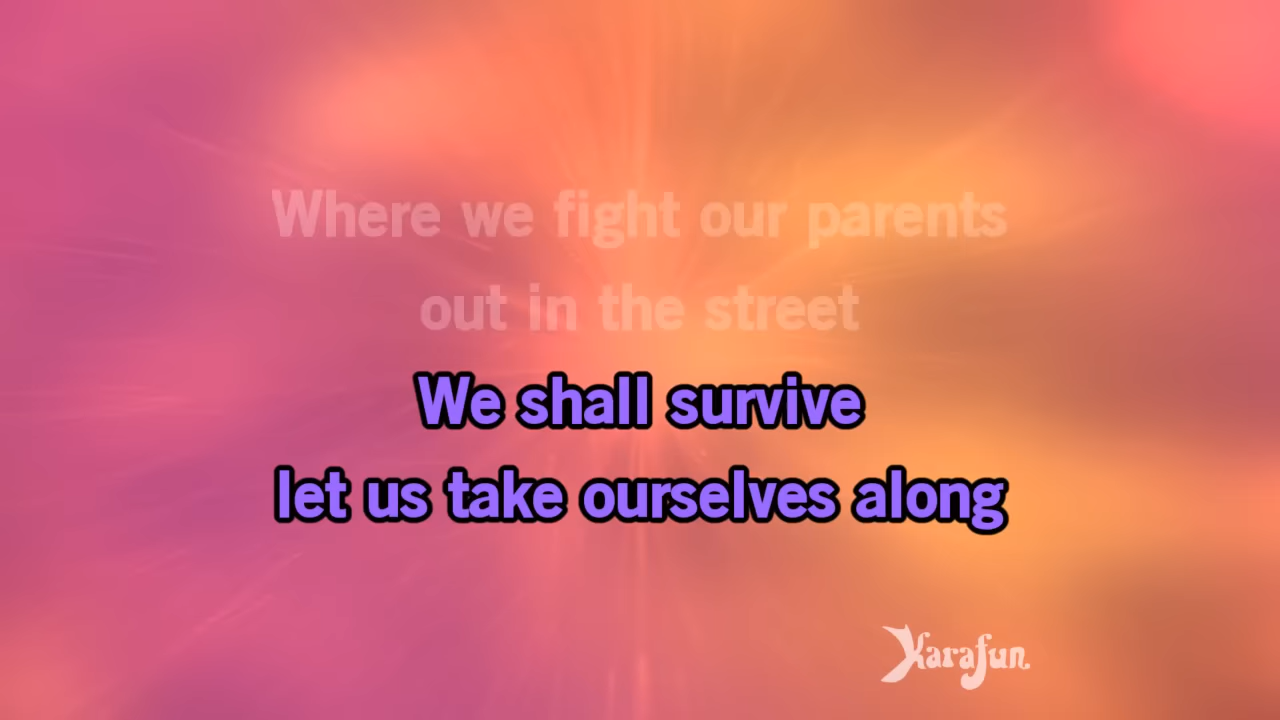 Where we fight our parents
out in the street
We shall survive
let us take ourselves along
Karafun